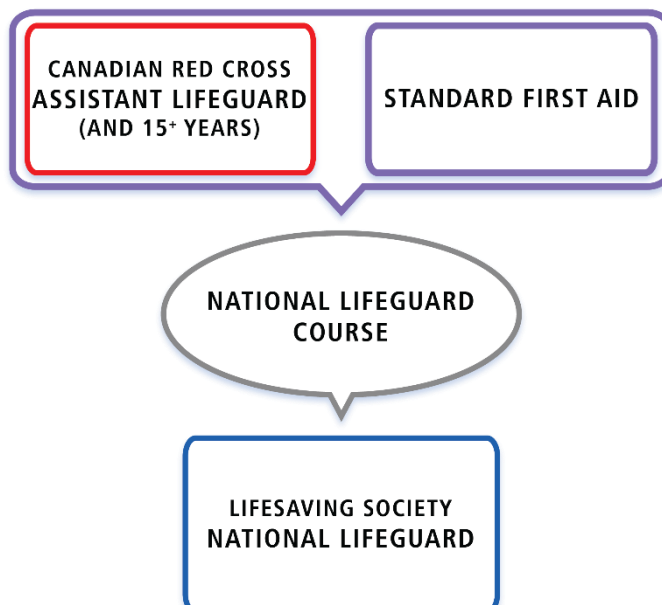 CANADIAN RED CROSS
ASSISTANT LIFEGUARD
(AND 15⁺ YEARS)
STANDARD FIRST AID
NATIONAL LIFEGUARD
COURSE
LIFESAVING SOCIETY
NATIONAL LIFEGUARD